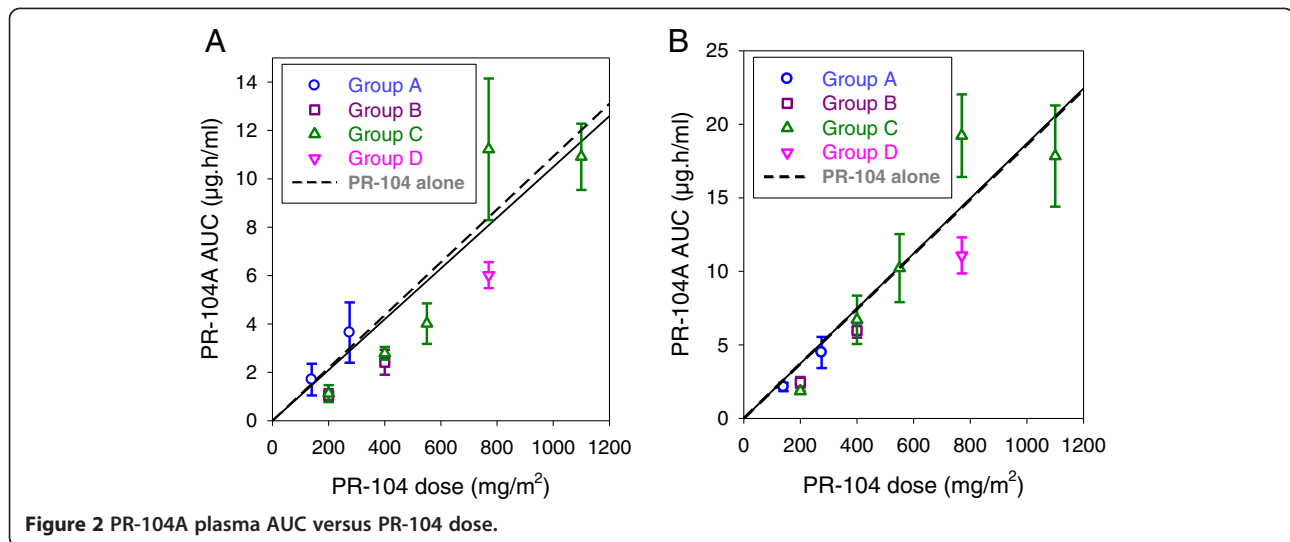 A
14
12
10
8
6
4
2
0
0 200 400 600 800 1000 1200
PR-104A AUC (µg.h/ml)
PR-104 dose (mg/m²)
Group A
Group B
Group C
Group D
PR-104 alone
B
25
20
15
10
5
0
0 200 400 600 800 1000 1200
PR-104A AUC (µg.h/ml)
PR-104 dose (mg/m²)
Group A
Group B
Group C
Group D
PR-104 alone
Figure 2 PR-104A plasma AUC versus PR-104 dose.